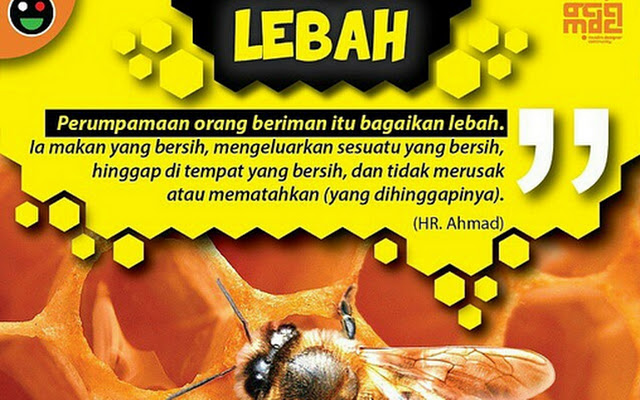 LEBAH
Perumpamaan orang beriman itu bagaikan lebah.
Ia makan yang bersih, mengeluarkan sesuatu yang bersih,
hinggap di tempat yang bersih, dan tidak merusak
atau mematahkan (yang dihinggapinya).
(HR. Ahmad)